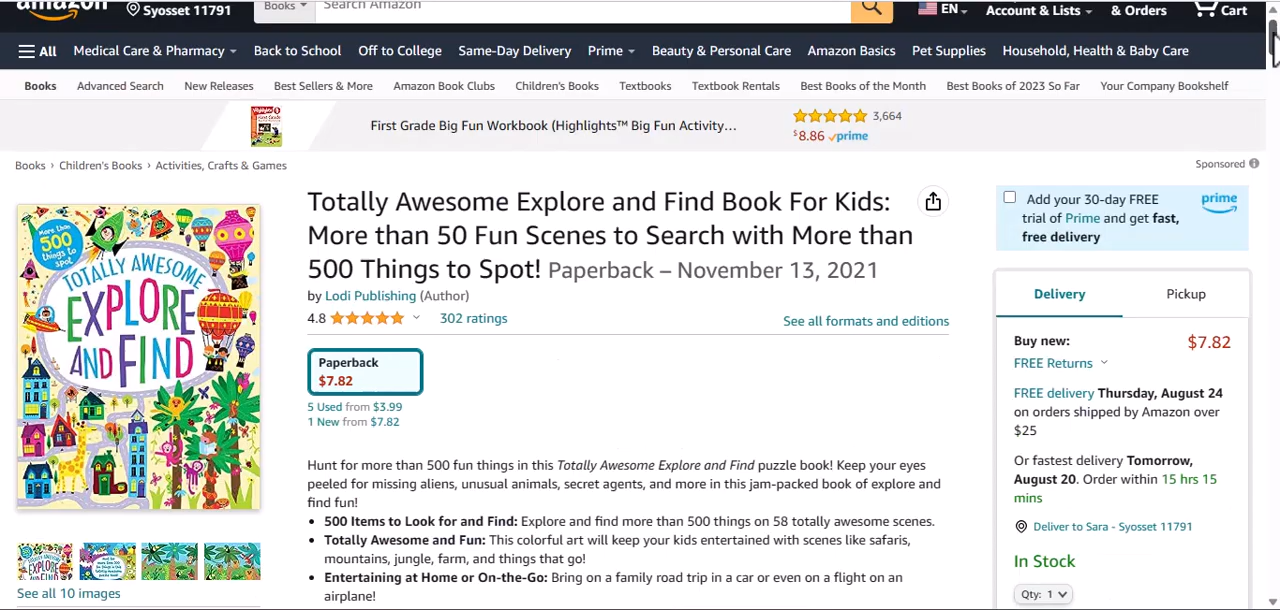 amazon
Syosset 11791
Books
Search Amazon
EN
Account & Lists
& Orders
Cart
All
Medical Care & Pharmacy
Back to School
Off to College
Same-Day Delivery
Prime
Beauty & Personal Care
Amazon Basics
Pet Supplies
Household, Health & Baby Care
Books
Advanced Search
New Releases
Best Sellers & More
Amazon Book Clubs
Children's Books
Textbooks
Textbook Rentals
Best Books of the Month
Best Books of 2023 So Far
Your Company Bookshelf
First Grade Big Fun Workbook (Highlights™ Big Fun Activity…
3,664
$8.86 prime
Books › Children's Books › Activities, Crafts & Games
Sponsored
More than
500
things to
spot!
TOTALLY AWESOME
EXPLORE
AND FIND
See all 10 images
Totally Awesome Explore and Find Book For Kids:
More than 50 Fun Scenes to Search with More than
500 Things to Spot! Paperback – November 13, 2021
by Lodi Publishing (Author)
4.8
302 ratings
See all formats and editions
Paperback
$7.82
5 Used from $3.99
1 New from $7.82
Hunt for more than 500 fun things in this Totally Awesome Explore and Find puzzle book! Keep your eyes
peeled for missing aliens, unusual animals, secret agents, and more in this jam-packed book of explore and
find fun!
• 500 Items to Look for and Find: Explore and find more than 500 things on 58 totally awesome scenes.
• Totally Awesome and Fun: This colorful art will keep your kids entertained with scenes like safaris,
mountains, jungle, farm, and things that go!
• Entertaining at Home or On-the-Go: Bring on a family road trip in a car or even on a flight on an
airplane!
Add your 30-day FREE
trial of Prime and get fast,
free delivery
prime
Delivery
Pickup
Buy new:
$7.82
FREE Returns
FREE delivery Thursday, August 24
on orders shipped by Amazon over
$25
Or fastest delivery Tomorrow,
August 20. Order within 15 hrs 15
mins
Deliver to Sara - Syosset 11791
In Stock
Qty: 1